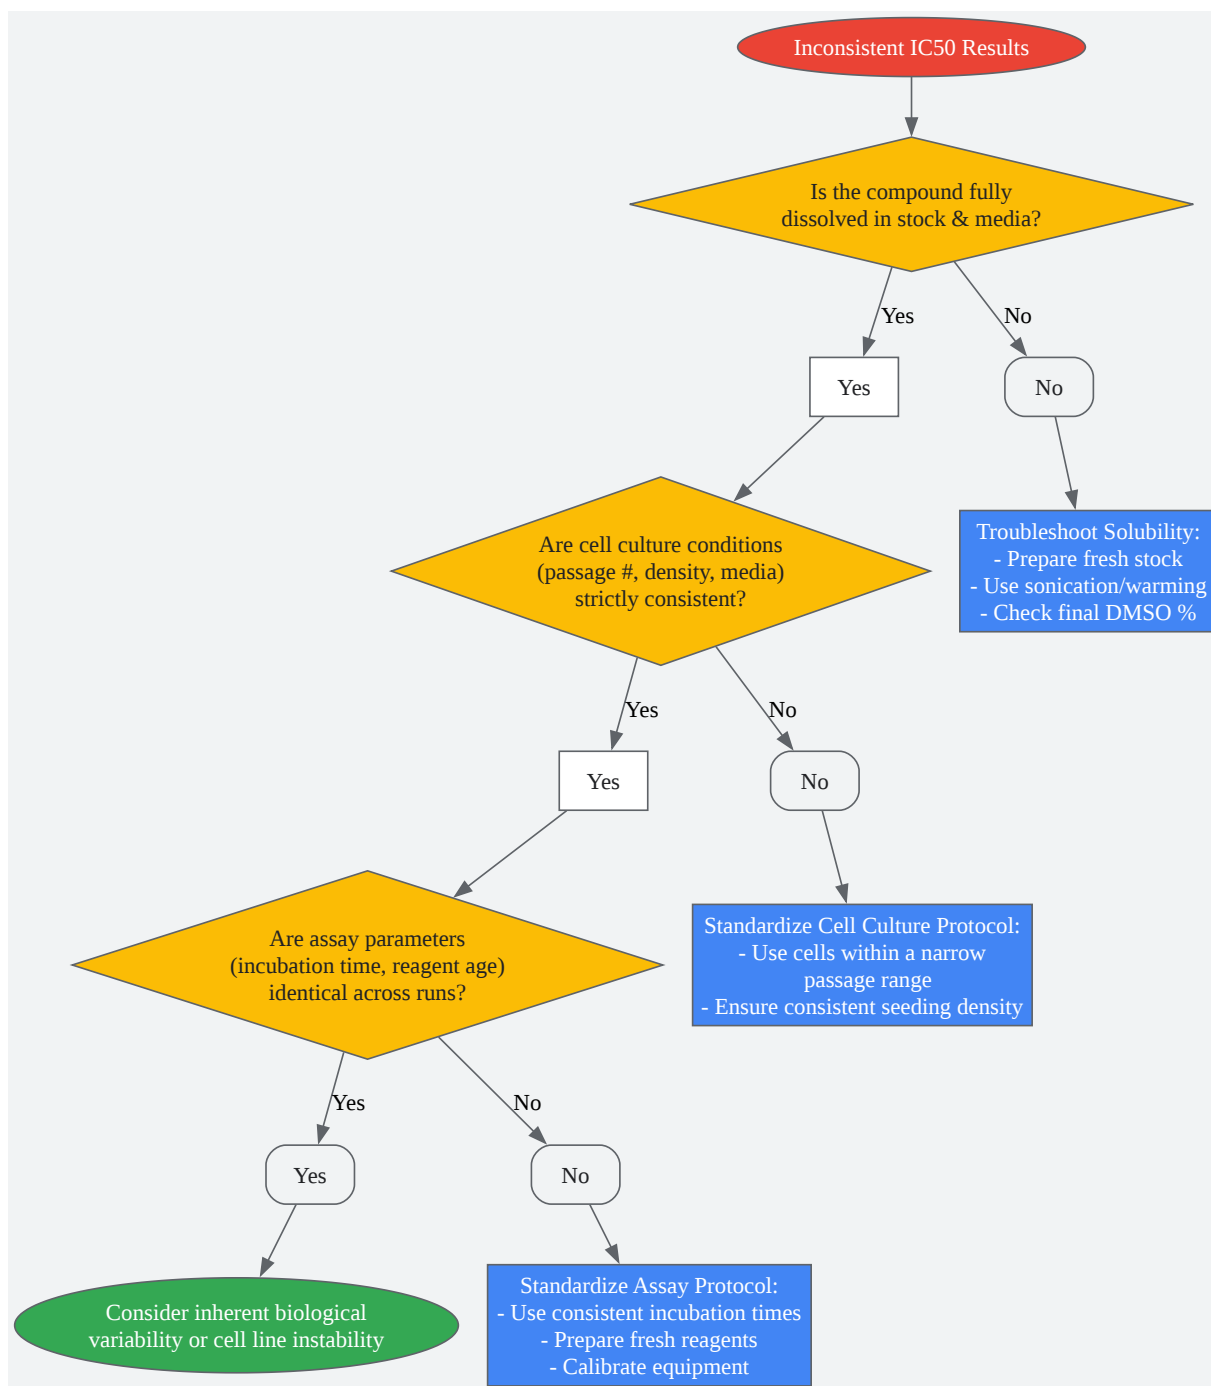 Inconsistent IC50 Results
Is the compound fully
dissolved in stock & media?
Yes
No
Yes
No
Are cell culture conditions
(passage #, density, media)
strictly consistent?
Troubleshoot Solubility:
- Prepare fresh stock
- Use sonication/warming
- Check final DMSO %
Yes
No
Yes
No
Are assay parameters
(incubation time, reagent age)
identical across runs?
Standardize Cell Culture Protocol:
- Use cells within a narrow
passage range
- Ensure consistent seeding density
Yes
No
Yes
No
Consider inherent biological
variability or cell line instability
Standardize Assay Protocol:
- Use consistent incubation times
- Prepare fresh reagents
- Calibrate equipment